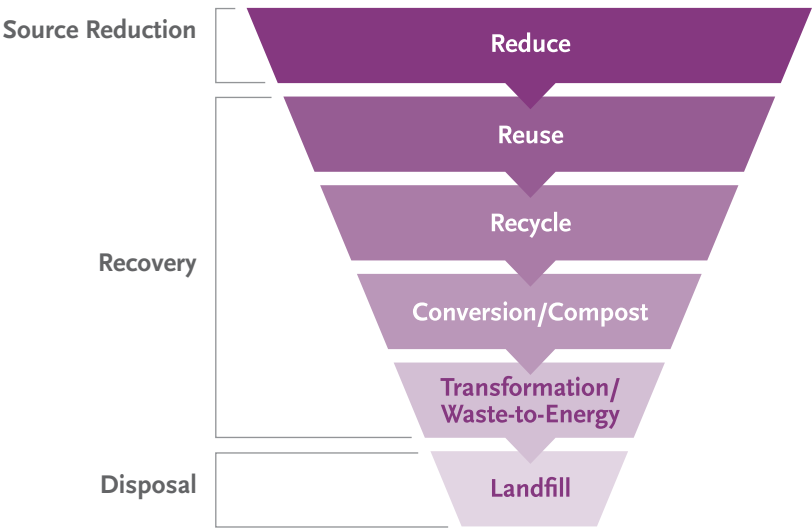 Source Reduction
Reduce
Reuse
Recycle
Recovery
Conversion/Compost
Transformation/
Waste-to-Energy
Disposal
Landfill